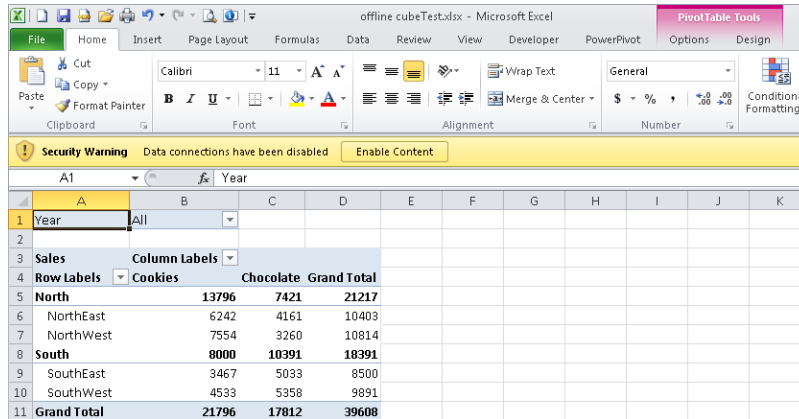 offline cubeTest.xlsx - Microsoft Excel
PivotTable Tools
File Home Insert Page Layout Formulas Data Review View Developer PowerPivot Options Design
Paste
Cut
Copy
Format Painter
Clipboard
Calibri 11
B I U
Font
Wrap Text
Merge & Center
Alignment
General
$ % ,
Number
Conditional
Formatting
Security Warning Data connections have been disabled Enable Content
A1 fx Year
A B C D E F G H I J K
1 Year All
2
3 Sales Column Labels
4 Row Labels Cookies Chocolate Grand Total
5 North 13796 7421 21217
6 NorthEast 6242 4161 10403
7 NorthWest 7554 3260 10814
8 South 8000 10391 18391
9 SouthEast 3467 5033 8500
10 SouthWest 4533 5358 9891
11 Grand Total 21796 17812 39608